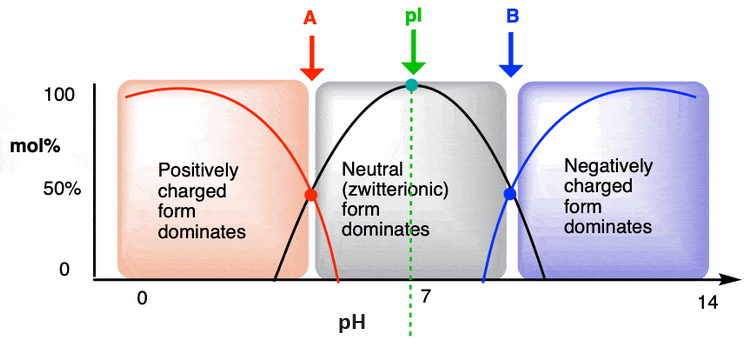 A
pI
B
100
mol%
50%
0
Positively
charged
form
dominates
Neutral
(zwitterionic)
form
dominates
Negatively
charged
form
dominates
0
7
14
pH